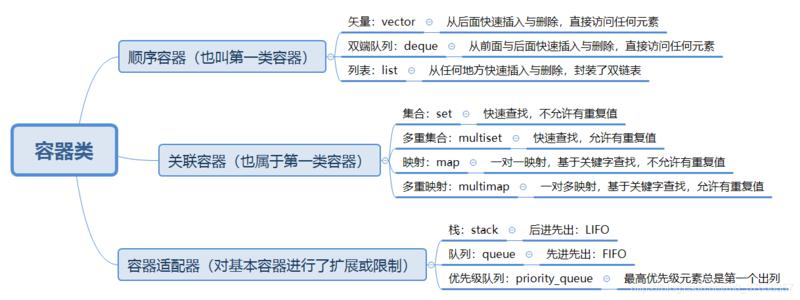 容器类
顺序容器（也叫第一类容器）
矢量：vector 从后面快速插入与删除，直接访问任何元素
双端队列：deque 从前面与后面快速插入与删除，直接访问任何元素
列表：list 从任何地方快速插入与删除，封装了双链表
关联容器（也属于第一类容器）
集合：set 快速查找，不允许有重复值
多重集合：multiset 快速查找，允许有重复值
映射：map 一对一映射，基于关键字查找，不允许有重复值
多重映射：multimap 一对多映射，基于关键字查找，允许有重复值
容器适配器（对基本容器进行了扩展或限制）
栈：stack 后进先出：LIFO
队列：queue 先进先出：FIFO
优先级队列：priority_queue 最高优先级元素总是第一个出列